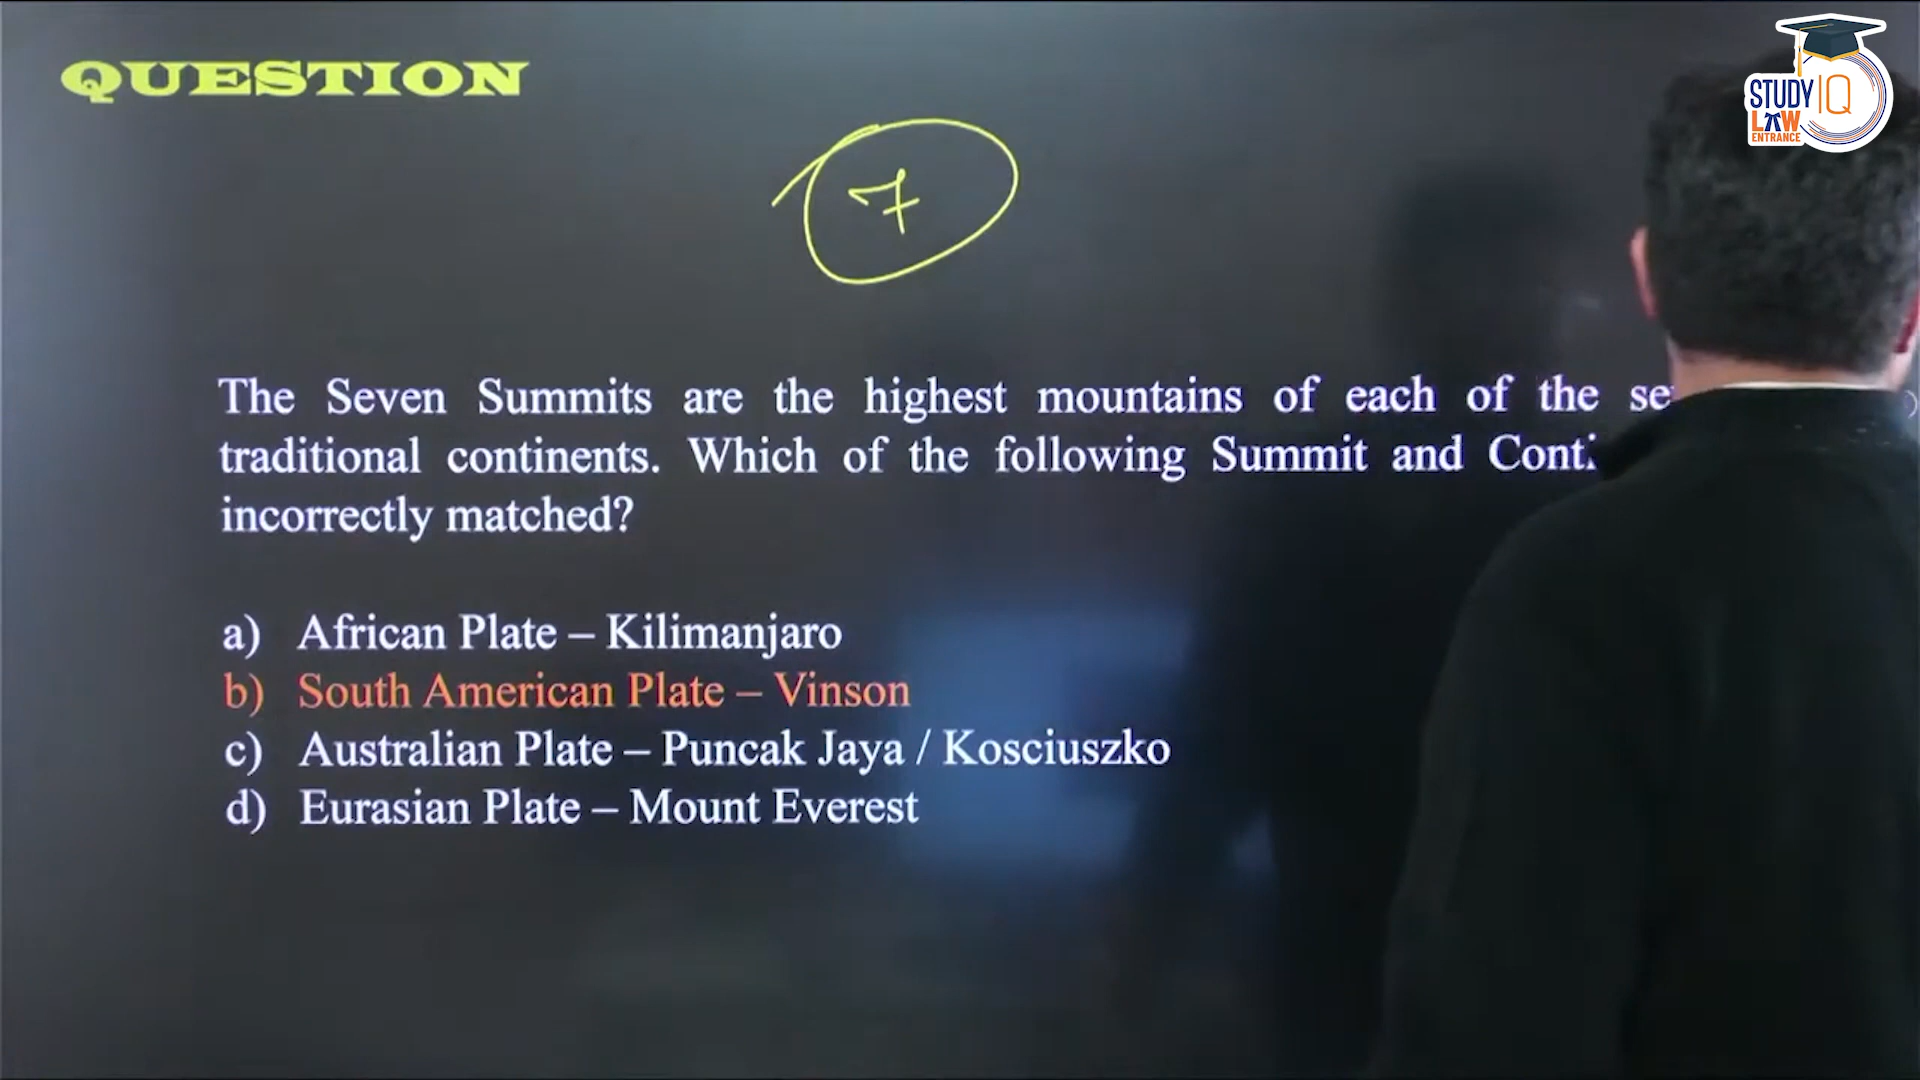 QUESTION
STUDY IQ
LAW
ENTRANCE
7
The Seven Summits are the highest mountains of each of the
traditional continents. Which of the following Summit and
incorrectly matched?
a) African Plate – Kilimanjaro
b) South American Plate – Vinson
c) Australian Plate – Puncak Jaya / Kosciuszko
d) Eurasian Plate – Mount Everest